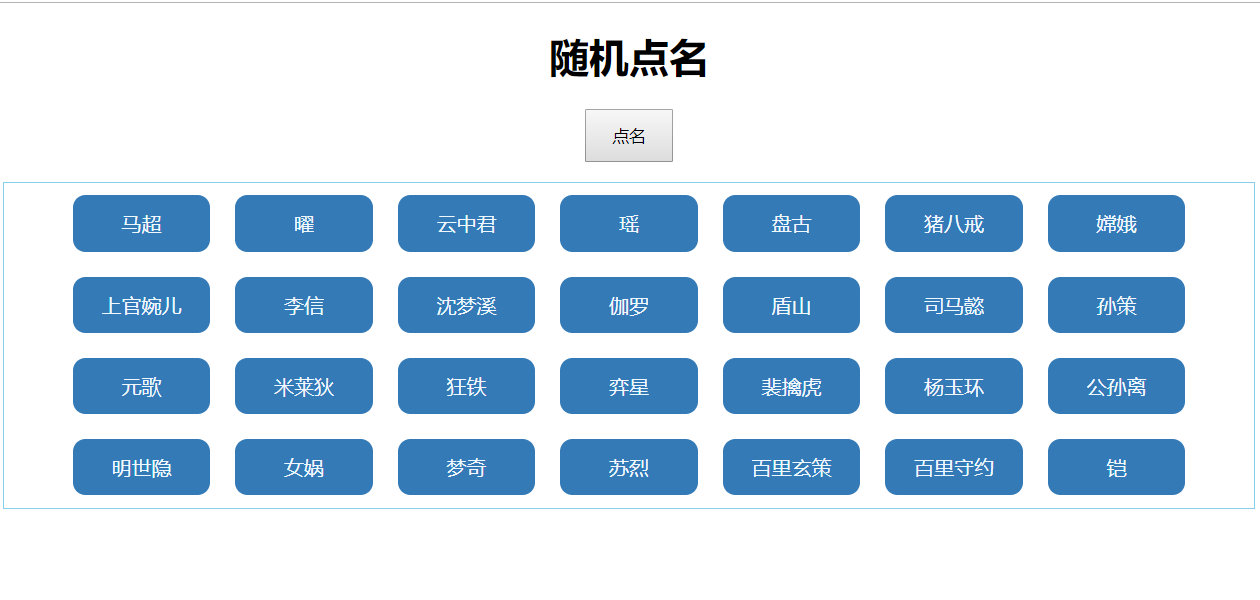 随机点名
点名
马超 曜 云中君 瑶 盘古 猪八戒 嫦娥
上官婉儿 李信 沈梦溪 伽罗 盾山 司马懿 孙策
元歌 米莱狄 狂铁 弈星 裴擒虎 杨玉环 公孙离
明世隐 女娲 梦奇 苏烈 百里玄策 百里守约 铠